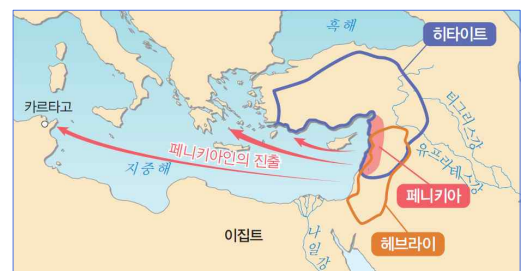 흑해
히타이트
카르타고
티그리스강
페니키아인의 진출
유프라테스강
지중해
페니키아
이집트
나일강
헤브라이